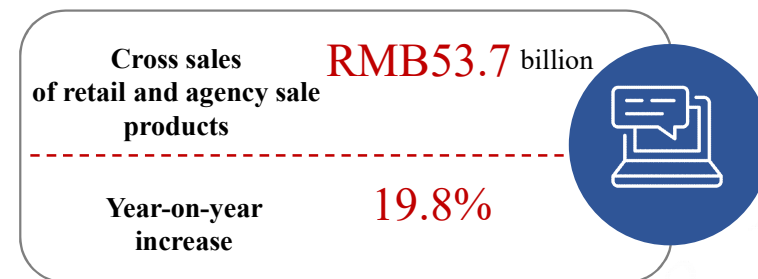 Cross sales
of retail and agency sale
products
RMB53.7 billion
Year-on-year
increase
19.8%